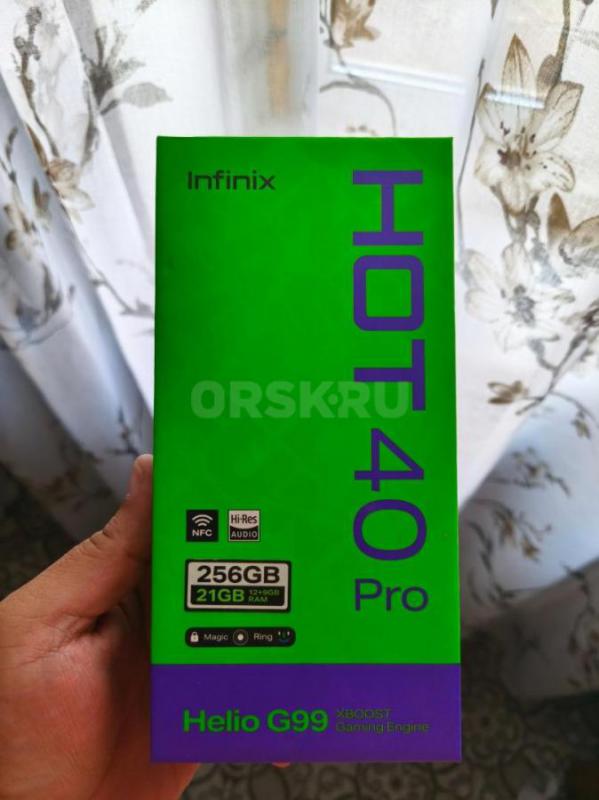 Infinix
HOT 40
Pro
ORSK.RU
NFC
Hi-Res
AUDIO
256GB
21GB 12+9GB
RAM
Magic Ring
Helio G99 XBOOST
Gaming Engine